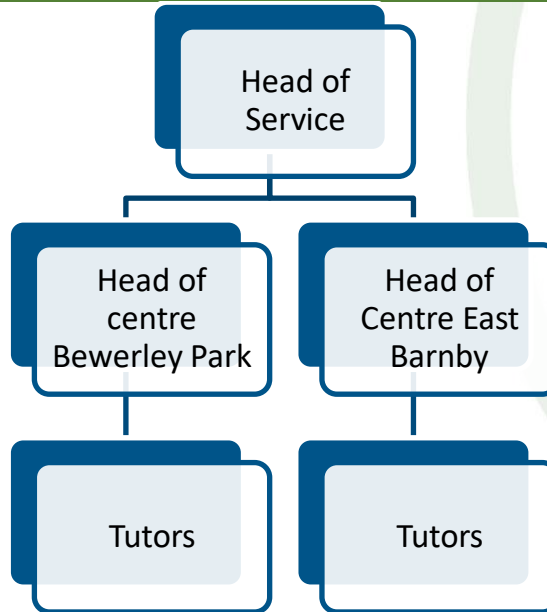 Head of
Service
Head of
centre
Bewerley Park
Head of
Centre East
Barnby
Tutors
Tutors